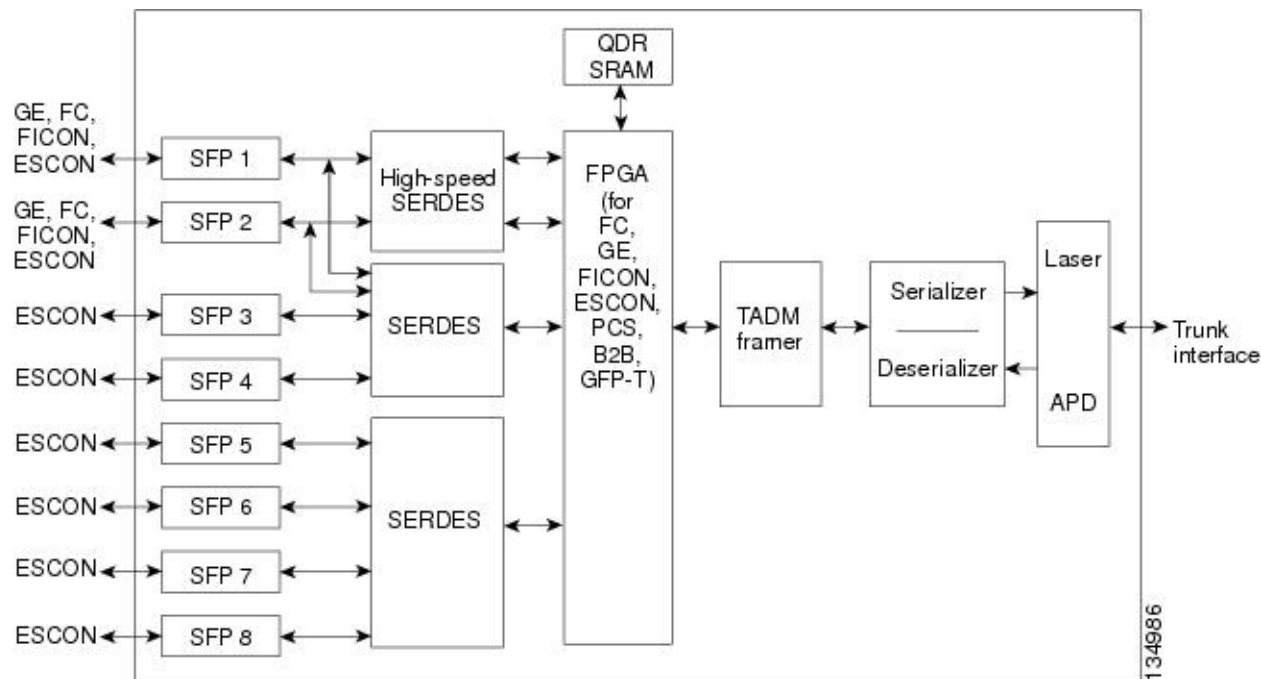 QDR
SRAM
GE, FC,
FICON,
ESCON
SFP 1
GE, FC,
FICON,
ESCON
SFP 2
ESCON
SFP 3
ESCON
SFP 4
ESCON
SFP 5
ESCON
SFP 6
ESCON
SFP 7
ESCON
SFP 8
High-speed
SERDES
SERDES
SERDES
FPGA
(for
FC,
GE,
FICON,
ESCON,
PCS,
B2B,
GFP-T)
TADM
framer
Serializer
Deserializer
Laser
APD
Trunk
interface
134986